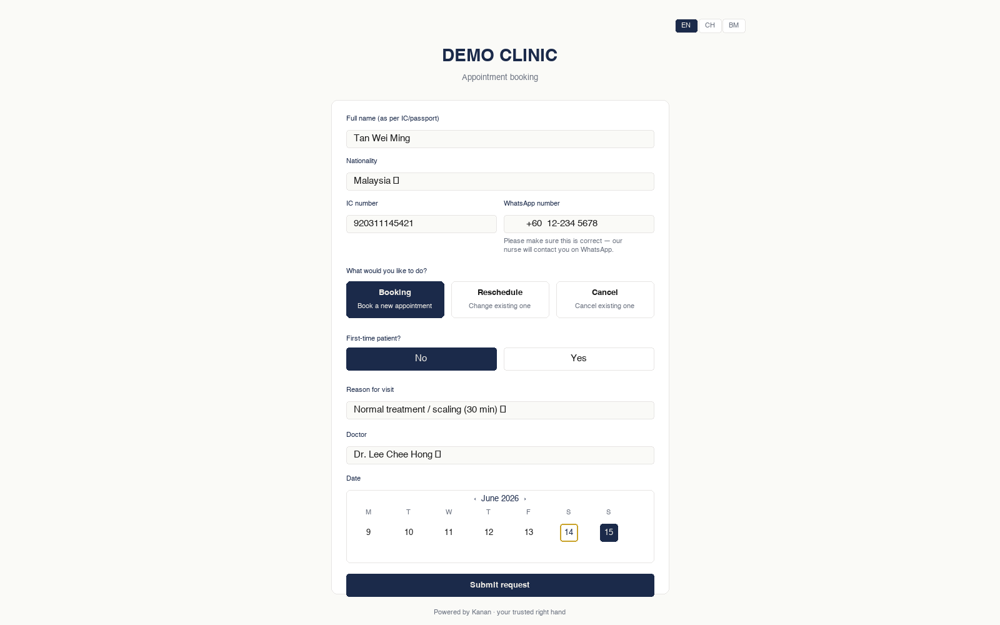 EN CH BM
DEMO CLINIC
Appointment booking
Full name (as per IC/passport)
Tan Wei Ming
Nationality
Malaysia
IC number
920311145421
WhatsApp number
+60 12-234 5678
Please make sure this is correct — our
nurse will contact you on WhatsApp.
What would you like to do?
Booking
Book a new appointment
Reschedule
Change existing one
Cancel
Cancel existing one
First-time patient?
No
Yes
Reason for visit
Normal treatment / scaling (30 min)
Doctor
Dr. Lee Chee Hong
Date
‹ June 2026 ›
M T W T F S S
9 10 11 12 13 14 15
Submit request
Powered by Kanan · your trusted right hand